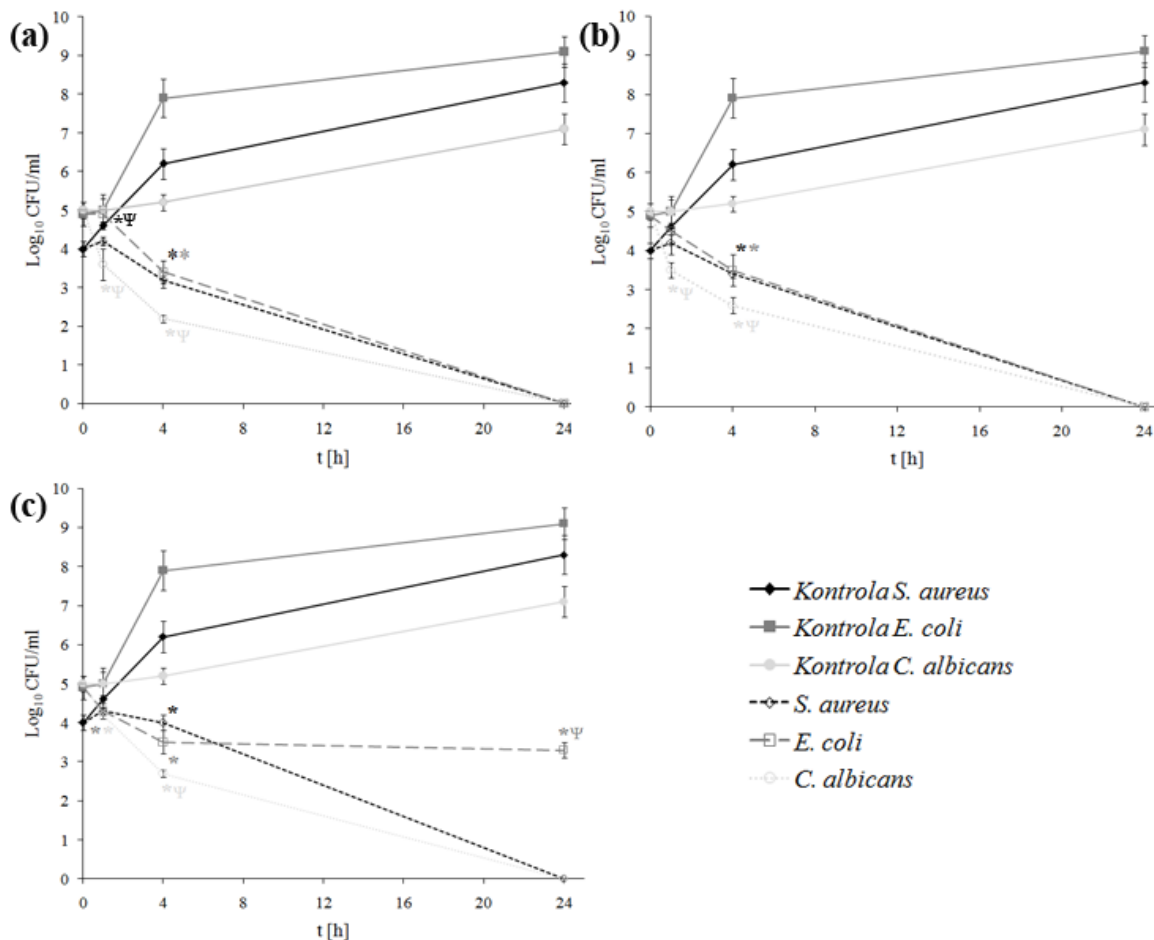 (a)
10
9
8
7
6
5
4
3
2
1
0
Log₁₀ CFU/ml
*Ψ
**
*Ψ
*Ψ
0 4 8 12 16 20 24
t [h]
(b)
10
9
8
7
6
5
4
3
2
1
0
Log₁₀ CFU/ml
**
*Ψ
*Ψ
0 4 8 12 16 20 24
t [h]
(c)
10
9
8
7
6
5
4
3
2
1
0
Log₁₀ CFU/ml
**
*
*
*Ψ
*Ψ
0 4 8 12 16 20 24
t [h]
Kontrola S. aureus
Kontrola E. coli
Kontrola C. albicans
S. aureus
E. coli
C. albicans